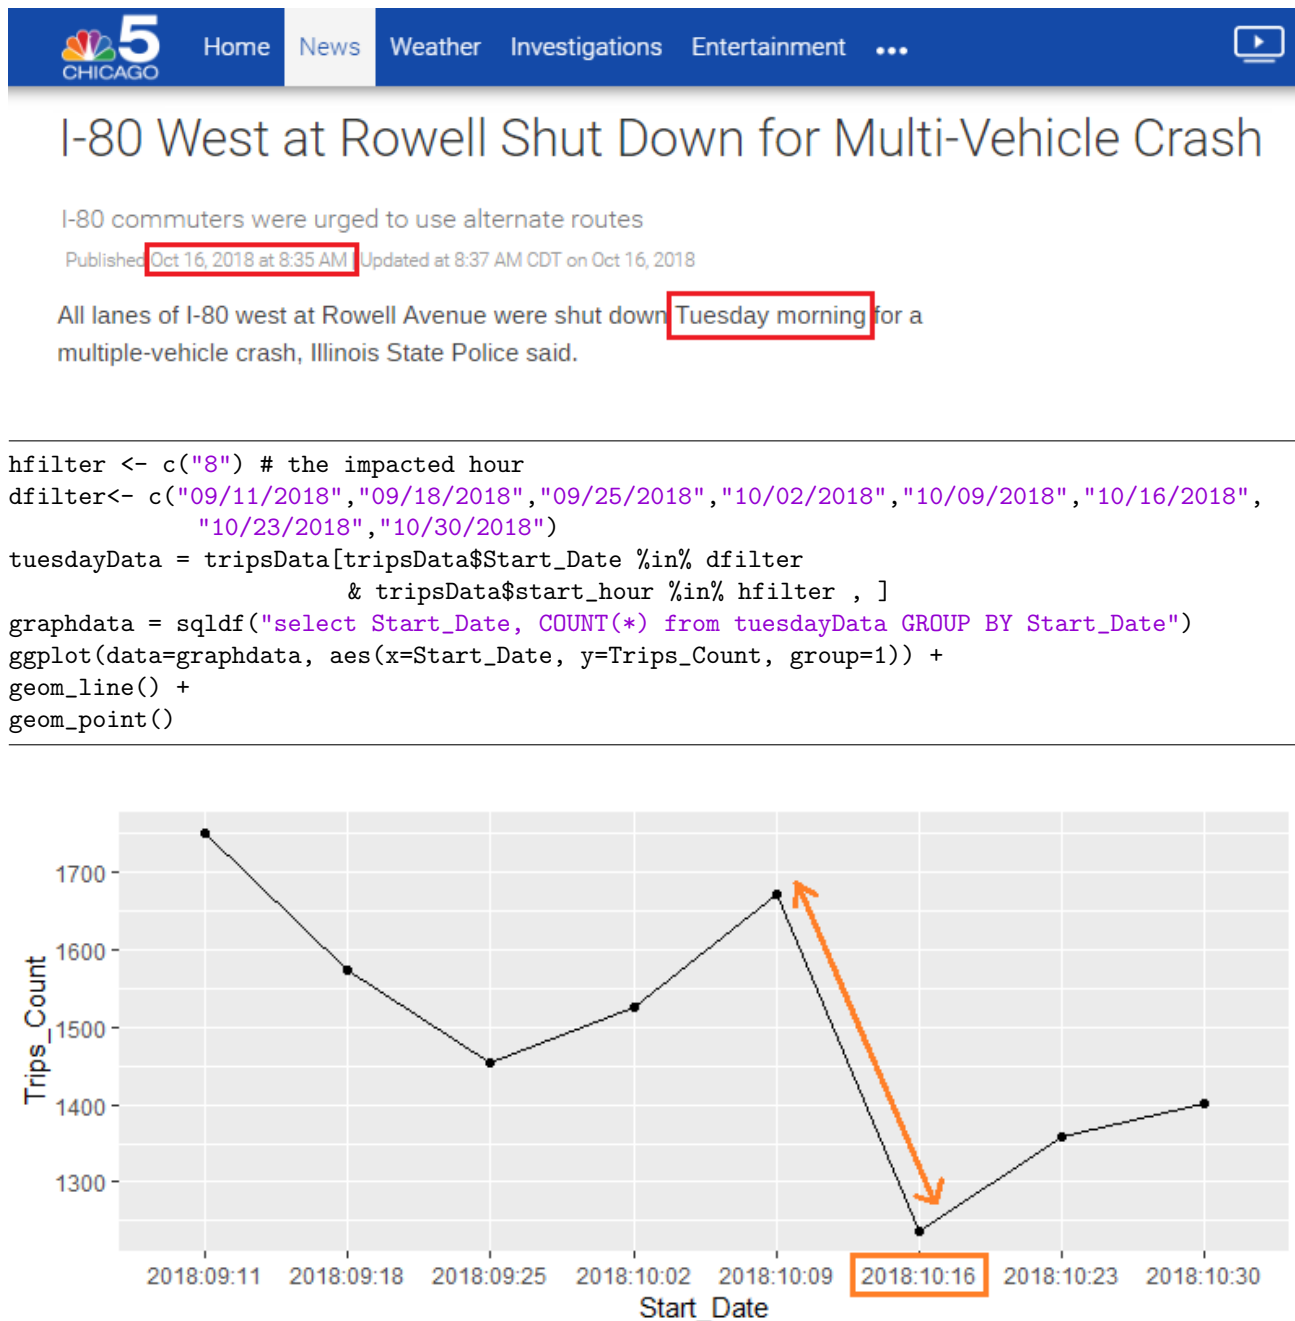 5
CHICAGO
Home News Weather Investigations Entertainment •••
I-80 West at Rowell Shut Down for Multi-Vehicle Crash
I-80 commuters were urged to use alternate routes
Published Oct 16, 2018 at 8:35 AM | Updated at 8:37 AM CDT on Oct 16, 2018
All lanes of I-80 west at Rowell Avenue were shut down Tuesday morning for a
multiple-vehicle crash, Illinois State Police said.
hfilter <- c("8") # the impacted hour
dfilter<- c("09/11/2018","09/18/2018","09/25/2018","10/02/2018","10/09/2018","10/16/2018",
"10/23/2018","10/30/2018")
tuesdayData = tripsData[tripsData$Start_Date %in% dfilter
& tripsData$start_hour %in% hfilter , ]
graphdata = sqldf("select Start_Date, COUNT(*) from tuesdayData GROUP BY Start_Date")
ggplot(data=graphdata, aes(x=Start_Date, y=Trips_Count, group=1)) +
geom_line() +
geom_point()
Trips_Count
1700
1600
1500
1400
1300
2018:09:11 2018:09:18 2018:09:25 2018:10:02 2018:10:09 2018:10:16 2018:10:23 2018:10:30
Start_Date